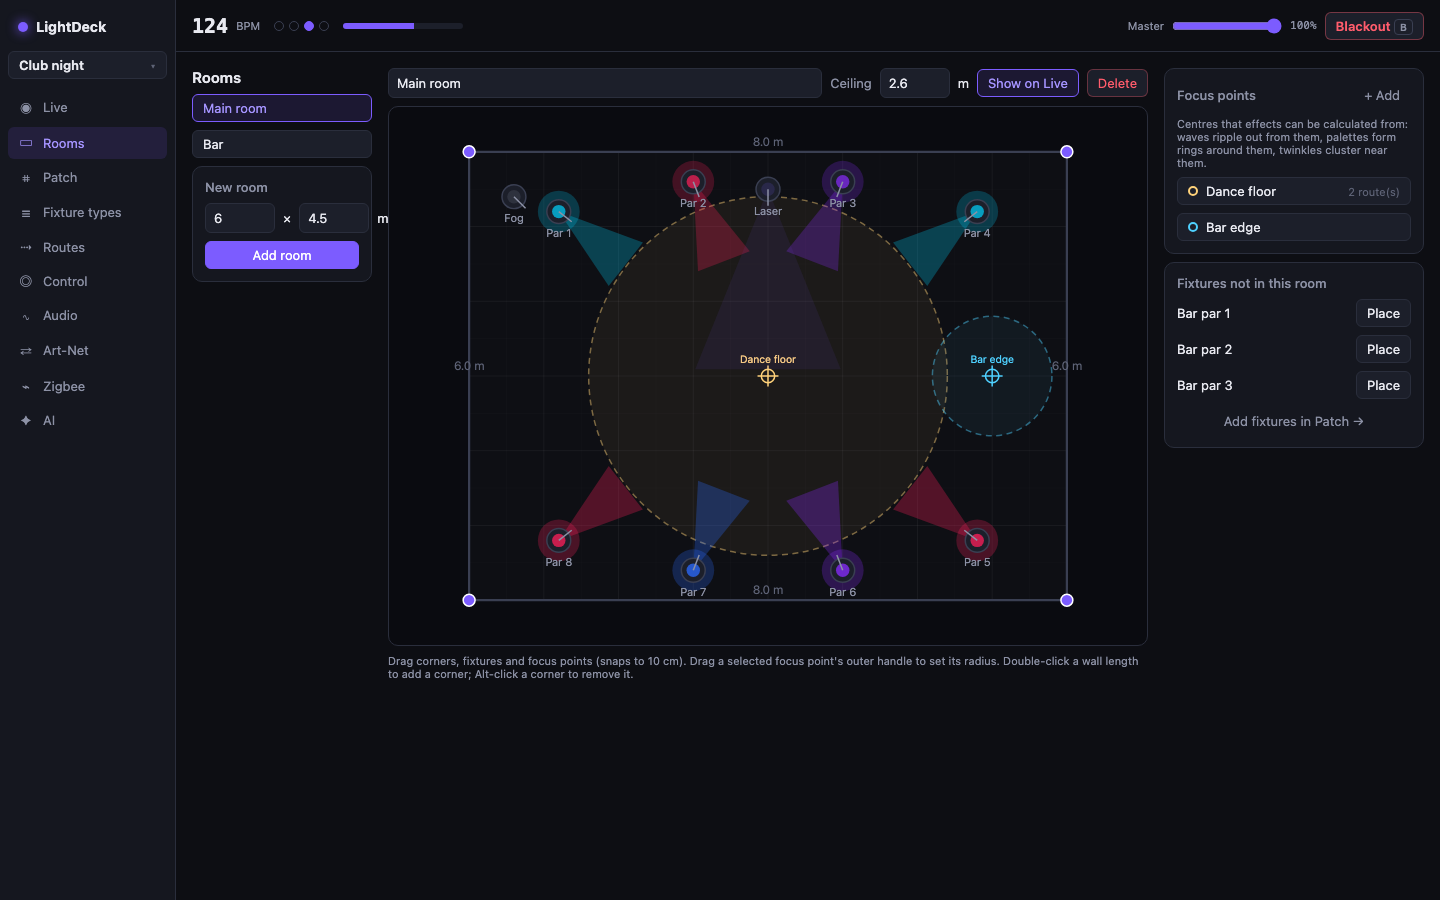 LightDeck
Club night
Live
Rooms
Patch
Fixture types
Routes
Control
Audio
Art-Net
Zigbee
AI
124 BPM
Master 100% Blackout B
Rooms
Main room
Bar
New room
6 × 4.5 m
Add room
Main room Ceiling 2.6 m Show on Live Delete
8.0 m
Par 2 Laser Par 3
Fog Par 1 Par 4
Dance floor Bar edge
6.0 m 6.0 m
Par 8 Par 5
Par 7 8.0 m Par 6
Drag corners, fixtures and focus points (snaps to 10 cm). Drag a selected focus point's outer handle to set its radius. Double-click a wall length
to add a corner; Alt-click a corner to remove it.
Focus points + Add
Centres that effects can be calculated from:
waves ripple out from them, palettes form
rings around them, twinkles cluster near
them.
Dance floor 2 route(s)
Bar edge
Fixtures not in this room
Bar par 1 Place
Bar par 2 Place
Bar par 3 Place
Add fixtures in Patch →